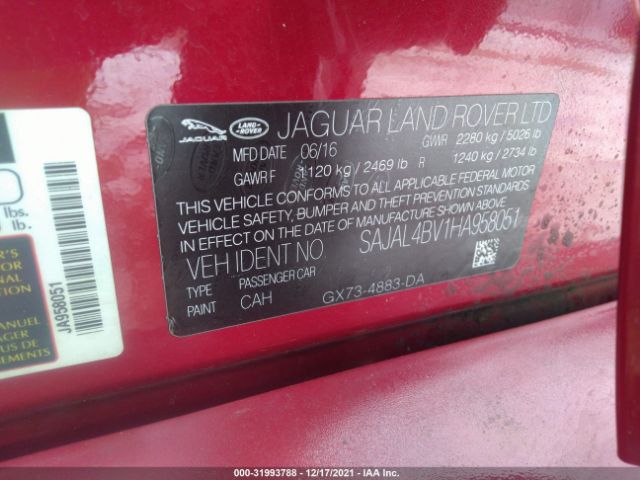 JAGUAR
LAND-ROVER
JAGUAR LAND ROVER LTD
MFD DATE 06/16 GVWR 2280 kg / 5026 lb
GAWR F 1120 kg / 2469 lb R 1240 kg / 2734 lb
THIS VEHICLE CONFORMS TO ALL APPLICABLE FEDERAL MOTOR
VEHICLE SAFETY, BUMPER AND THEFT PREVENTION STANDARDS
IN EFFECT ON THE DATE OF MANUFACTURE SHOWN ABOVE.
VEH IDENT NO. SAJAL4BV1HA958051
TYPE PASSENGER CAR
PAINT CAH GX73-4883-DA
lbs.
lbs.
MANUEL
JA958051
000-31993788 - 12/17/2021 - IAA Inc.